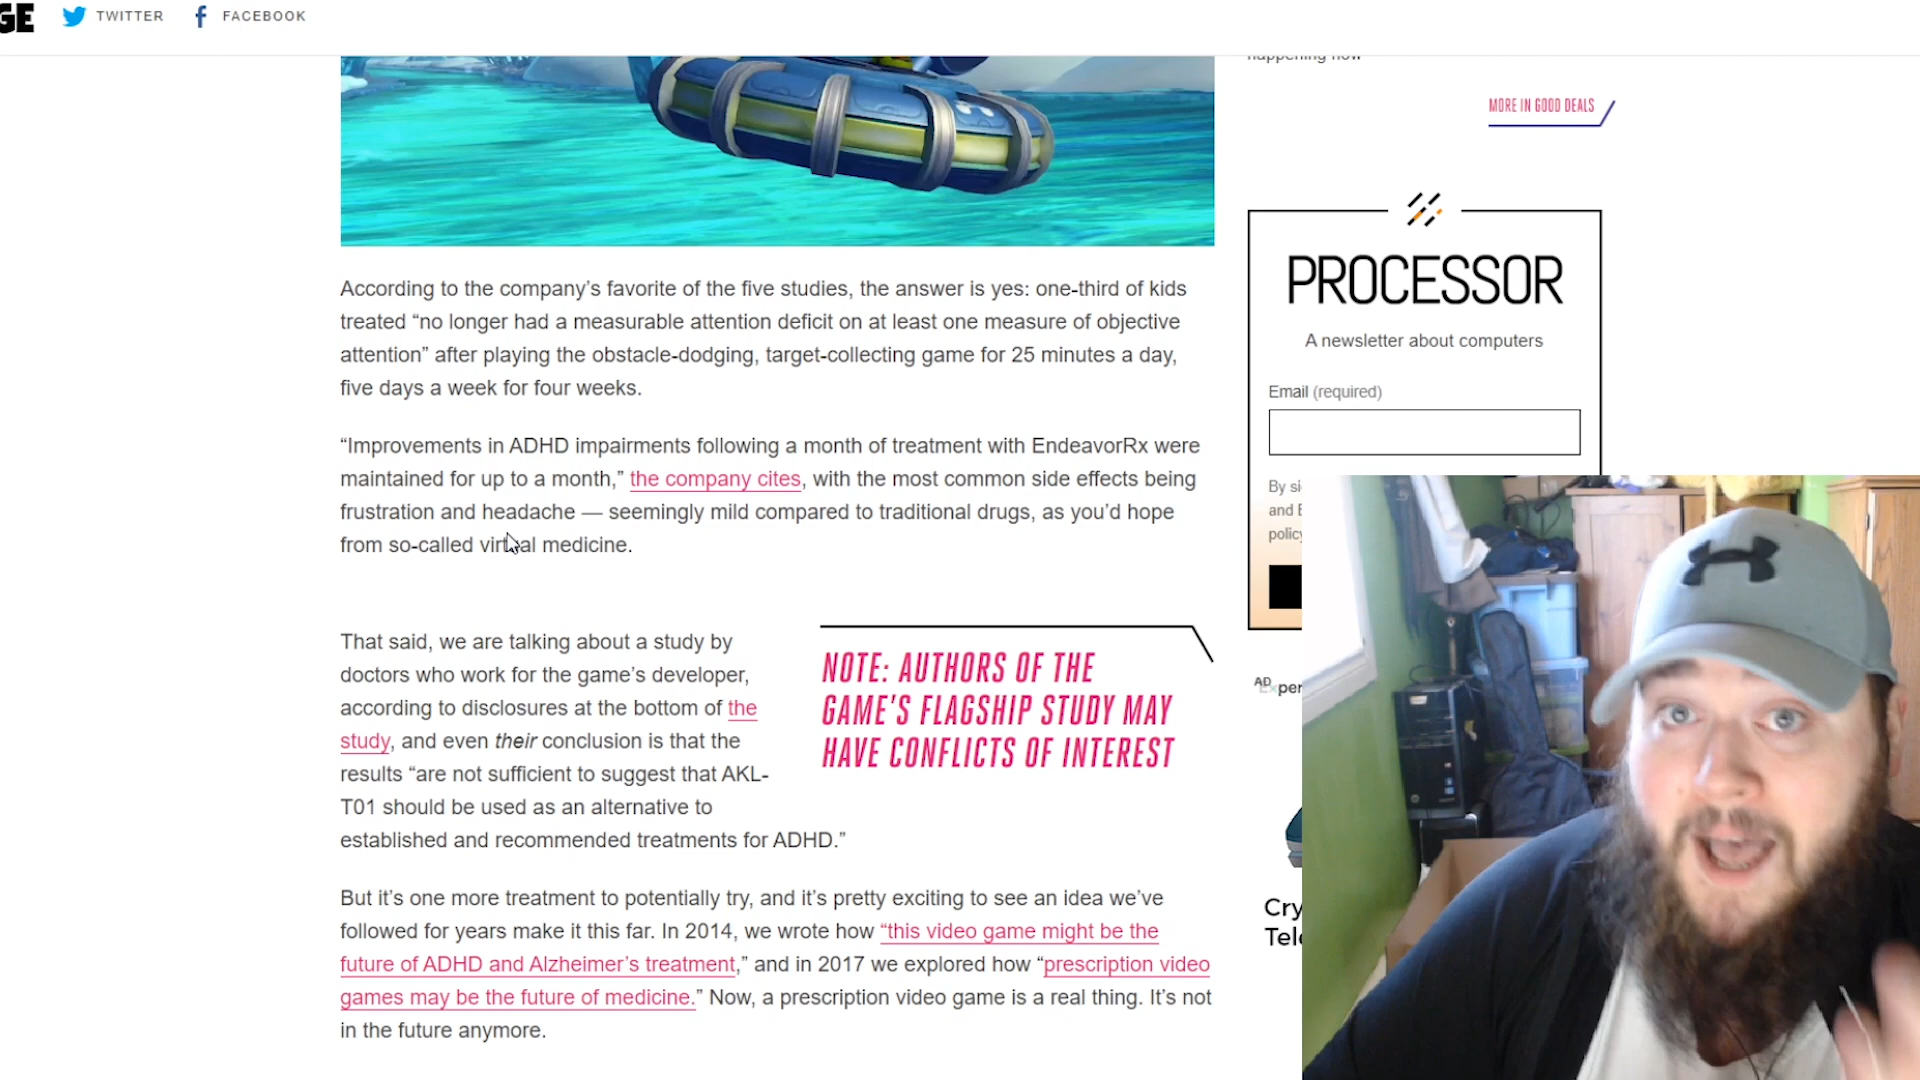 GE
TWITTER
FACEBOOK
happening now
MORE IN GOOD DEALS
According to the company’s favorite of the five studies, the answer is yes: one-third of kids
treated “no longer had a measurable attention deficit on at least one measure of objective
attention” after playing the obstacle-dodging, target-collecting game for 25 minutes a day,
five days a week for four weeks.
“Improvements in ADHD impairments following a month of treatment with EndeavorRx were
maintained for up to a month,” the company cites, with the most common side effects being
frustration and headache — seemingly mild compared to traditional drugs, as you’d hope
from so-called virtual medicine.
That said, we are talking about a study by
doctors who work for the game’s developer,
according to disclosures at the bottom of the
study, and even their conclusion is that the
results “are not sufficient to suggest that AKL-
T01 should be used as an alternative to
established and recommended treatments for ADHD.”
NOTE: AUTHORS OF THE
GAME’S FLAGSHIP STUDY MAY
HAVE CONFLICTS OF INTEREST
But it’s one more treatment to potentially try, and it’s pretty exciting to see an idea we’ve
followed for years make it this far. In 2014, we wrote how “this video game might be the
future of ADHD and Alzheimer’s treatment,” and in 2017 we explored how “prescription video
games may be the future of medicine.” Now, a prescription video game is a real thing. It’s not
in the future anymore.
PROCESSOR
A newsletter about computers
Email (required)
By si
and E
policy
AD
Exper
Cry
Tele